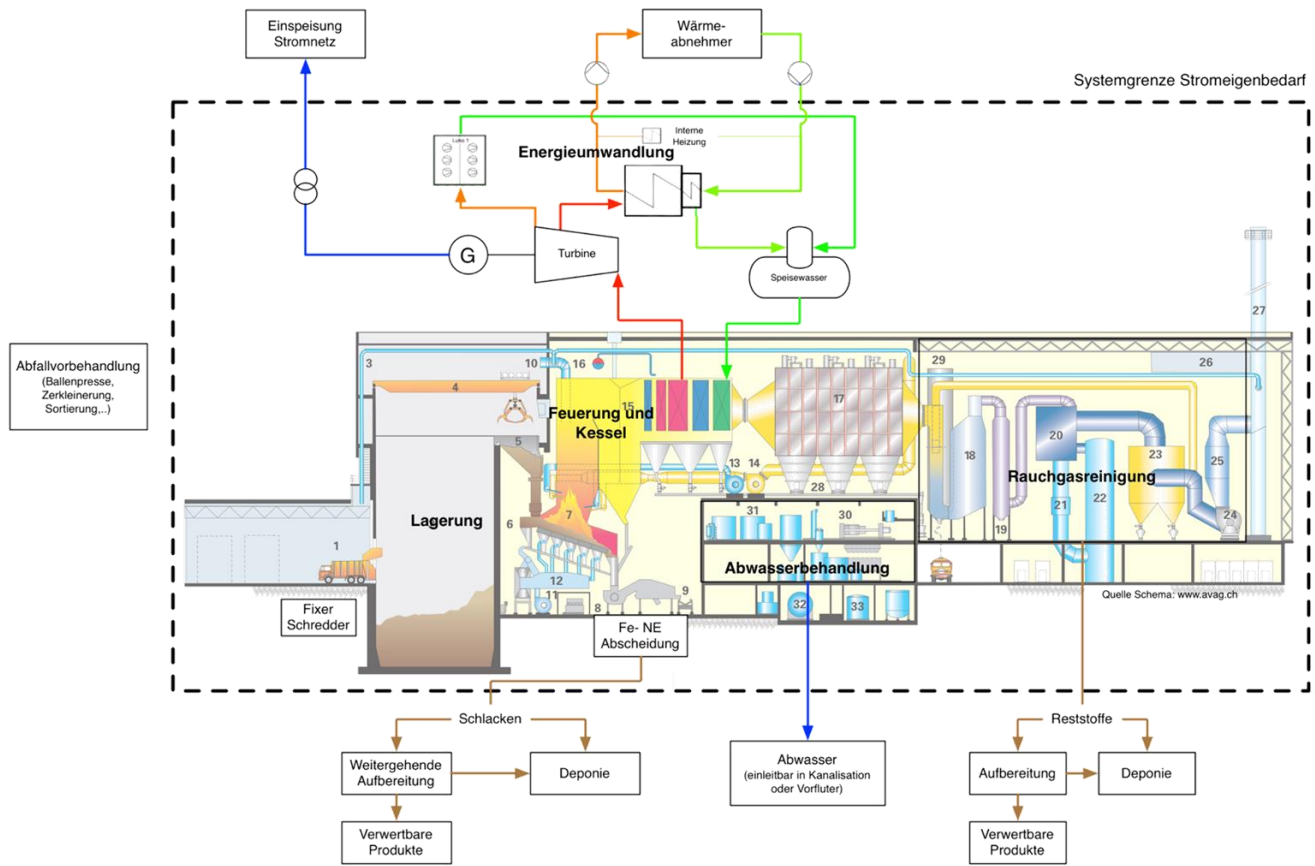 Einspeisung
Stromnetz
Wärme-
abnehmer
Systemgrenze Stromeigenbedarf
Luko 1
Interne
Heizung
Energieumwandlung
G
Turbine
Speisewasser
Abfallvorbehandlung
(Ballenpresse,
Zerkleinerung,
Sortierung,..)
3
10
16
29
26
27
4
15
17
5
Feuerung und
Kessel
13
14
18
20
23
25
28
Rauchgasreinigung
6
7
Lagerung
31
30
21
22
24
19
1
12
11
8
9
Abwasserbehandlung
32
33
Quelle Schema: www.avag.ch
Fixer
Schredder
Fe- NE
Abscheidung
Schlacken
Reststoffe
Weitergehende
Aufbereitung
Deponie
Abwasser
(einleitbar in Kanalisation
oder Vorfluter)
Aufbereitung
Deponie
Verwertbare
Produkte
Verwertbare
Produkte